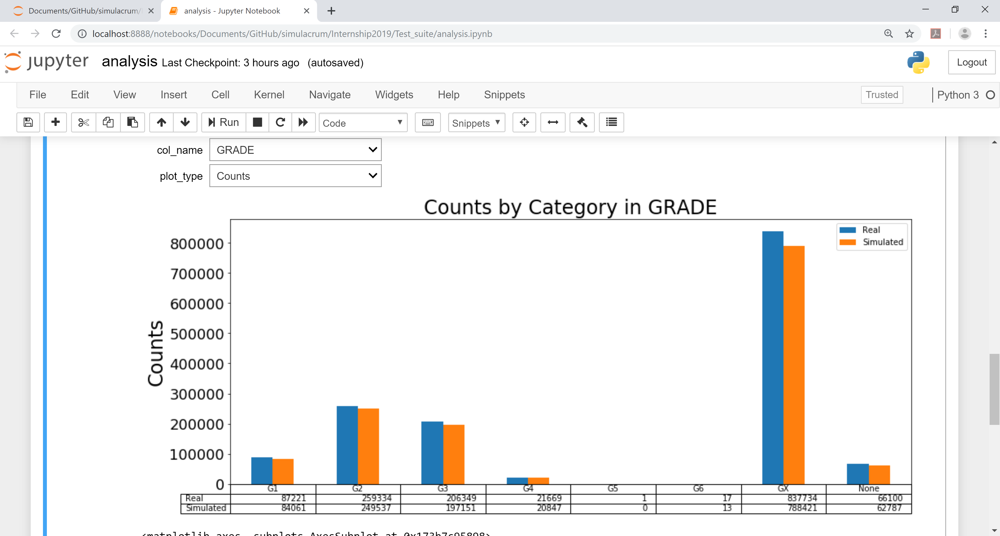 Documents/GitHub/simulacrum/
analysis - Jupyter Notebook
localhost:8888/notebooks/Documents/GitHub/simulacrum/Internship2019/Test_suite/analysis.ipynb
jupyter analysis Last Checkpoint: 3 hours ago (autosaved)
Logout
File Edit View Insert Cell Kernel Navigate Widgets Help Snippets Trusted Python 3
Run Code Snippets
col_name GRADE
plot_type Counts
Counts by Category in GRADE
Real
Simulated
800000
700000
600000
500000
400000
300000
200000
100000
0
Counts
G1 G2 G3 G4 G5 G6 GX None
Real 87221 259334 206349 21669 1 17 837734 66100
Simulated 84061 249537 197151 20847 0 13 788421 62787
<matplotlib.axes._subplots.AxesSubplot at 0x173b7c95898>